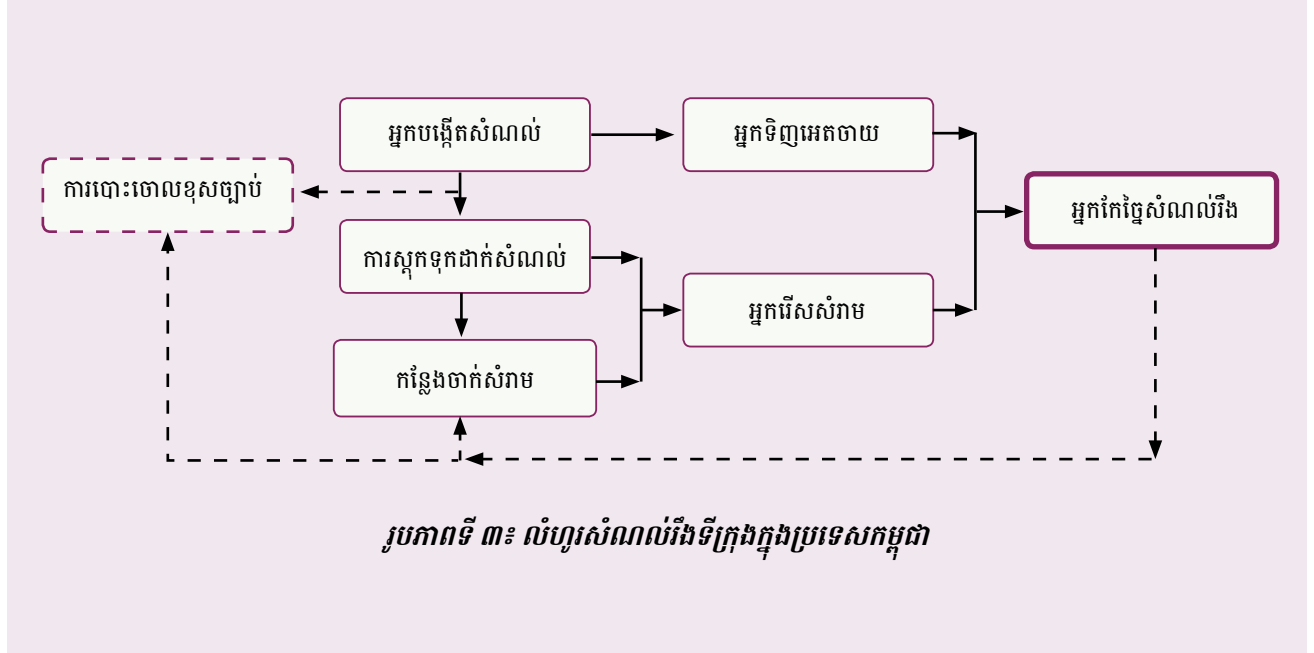 អ្នកបង្កើតសំណល់
អ្នកទិញអេតចាយ
ការបោះចោលខុសច្បាប់
អ្នកកែច្នៃសំណល់រឹង
ការស្តុកទុកដាក់សំណល់
អ្នករើសសំរាម
កន្លែងចាក់សំរាម
រូបភាពទី ៣៖ លំហូរសំណល់រឹងទីក្រុងក្នុងប្រទេសកម្ពុជា